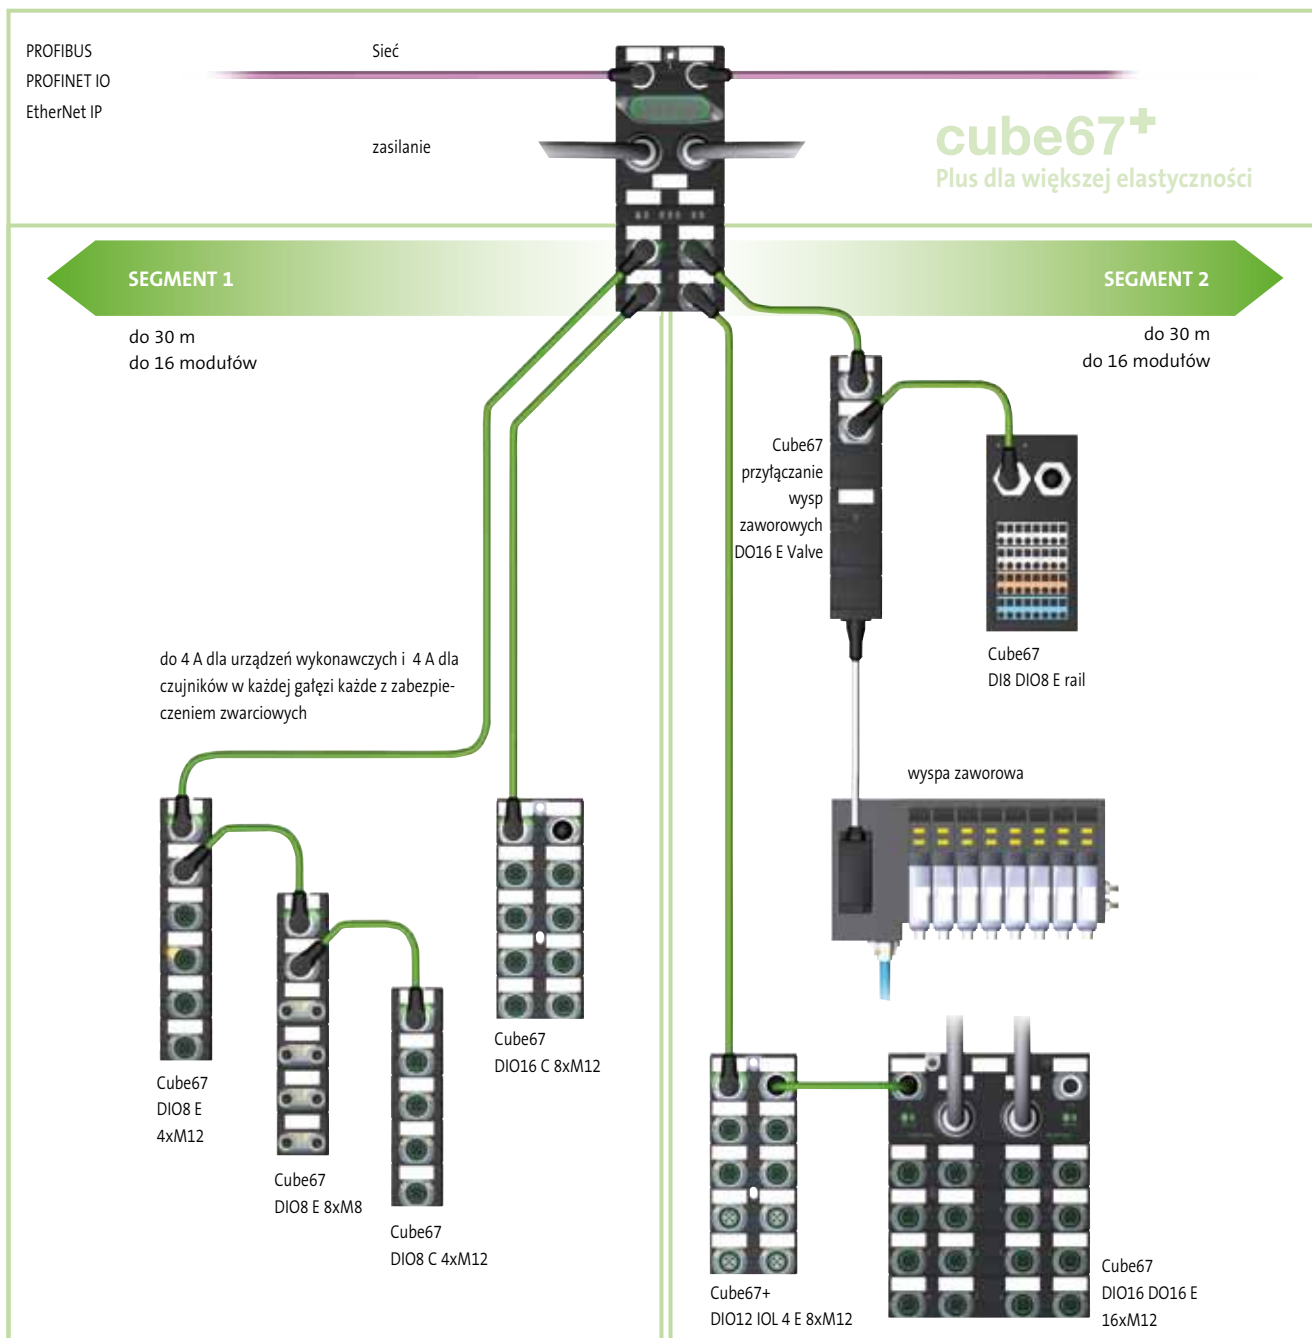 PROFIBUS
PROFINET IO
EtherNet IP
Sieć
zasilanie
cube67+
Plus dla większej elastyczności
SEGMENT 1
SEGMENT 2
do 30 m
do 16 modułów
do 30 m
do 16 modułów
Cube67
przyłączanie
wysp
zaworowych
DO16 E Valve
Cube67
DI8 DIO8 E rail
do 4 A dla urządzeń wykonawczych i 4 A dla
czujników w każdej gałęzi każde z zabezpie-
czeniem zwarciowych
wyspa zaworowa
Cube67
DIO16 C 8xM12
Cube67
DIO8 E
4xM12
Cube67
DIO8 E 8xM8
Cube67
DIO8 C 4xM12
Cube67+
DIO12 IOL 4 E 8xM12
Cube67
DIO16 DO16 E
16xM12